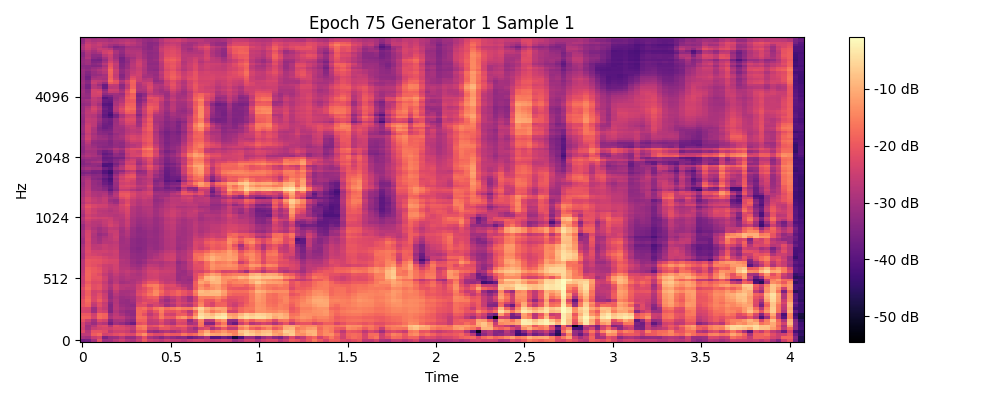 Epoch 75 Generator 1 Sample 1
4096
2048
1024
512
0
Hz
0 0.5 1 1.5 2 2.5 3 3.5 4
Time
-10 dB
-20 dB
-30 dB
-40 dB
-50 dB